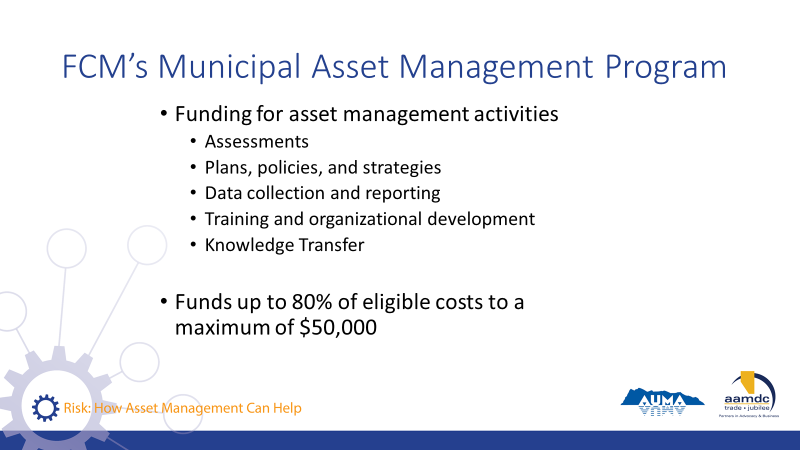 FCM's Municipal Asset Management Program
• Funding for asset management activities
• Assessments
• Plans, policies, and strategies
• Data collection and reporting
• Training and organizational development
• Knowledge Transfer
• Funds up to 80% of eligible costs to a
maximum of $50,000
Risk: How Asset Management Can Help
AUMA
aamdc
trade • jubilee
Partners in Advocacy & Business